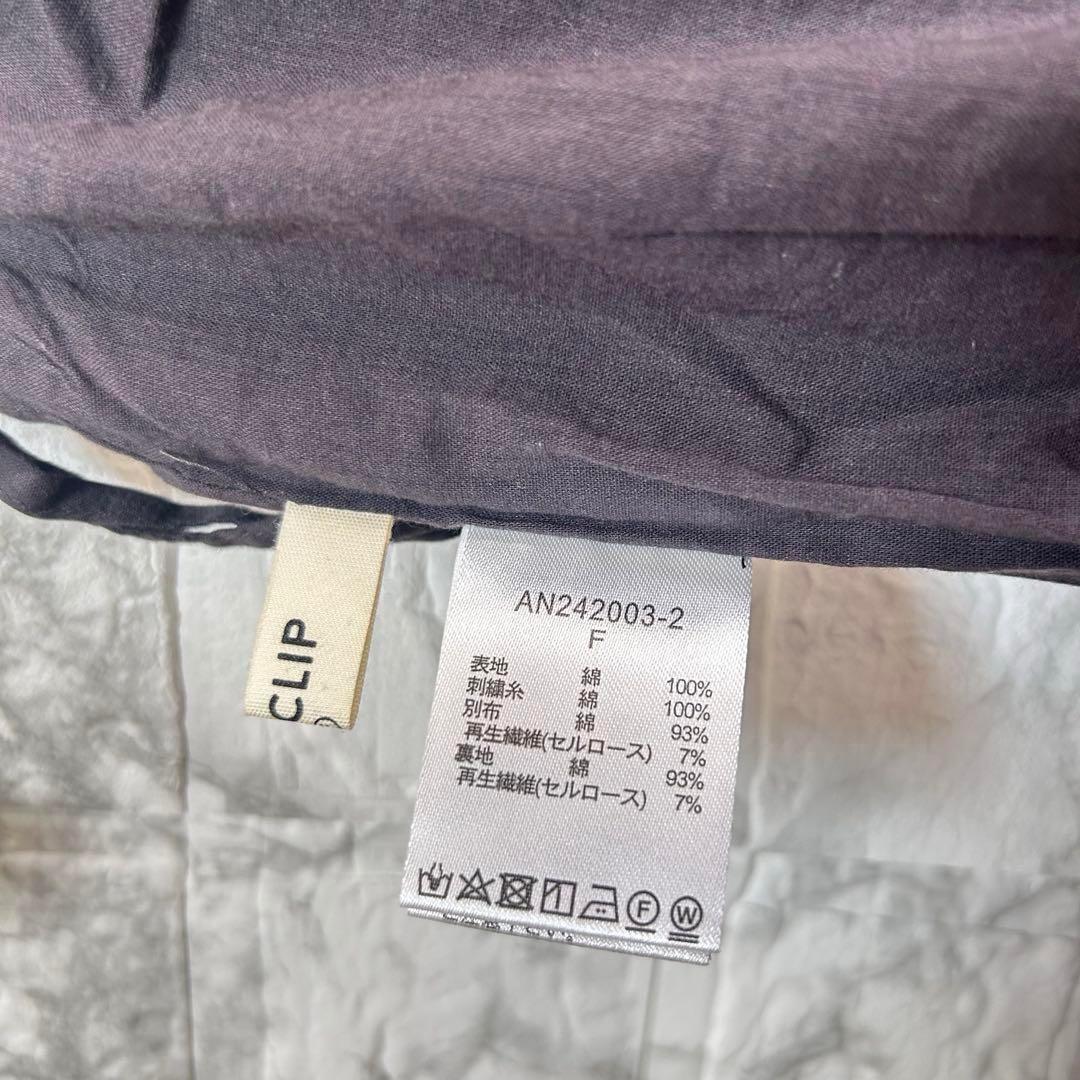 CLIP
AN242003-2
F
表地 綿 100%
刺繍糸 綿 100%
別布 綿 93%
再生繊維(セルロース) 7%
裏地 綿 93%
再生繊維(セルロース) 7%
F
W